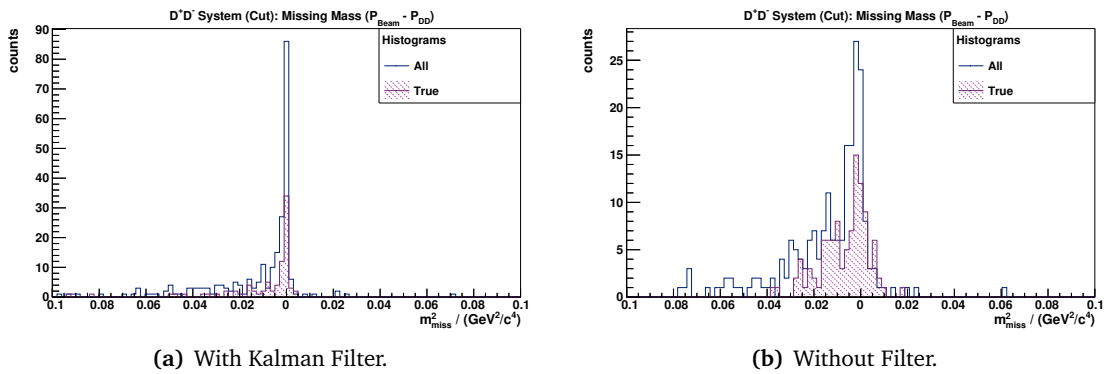 D⁺D⁻ System (Cut): Missing Mass (P_Beam - P_DD)
counts
90
80
70
60
50
40
30
20
10
0
Histograms
All
True
0.1 0.08 0.06 0.04 0.02 0 0.02 0.04 0.06 0.08 0.1
m²_miss / (GeV²/c⁴)
(a) With Kalman Filter.
D⁺D⁻ System (Cut): Missing Mass (P_Beam - P_DD)
counts
25
20
15
10
5
0
Histograms
All
True
0.1 0.08 0.06 0.04 0.02 0 0.02 0.04 0.06 0.08 0.1
m²_miss / (GeV²/c⁴)
(b) Without Filter.